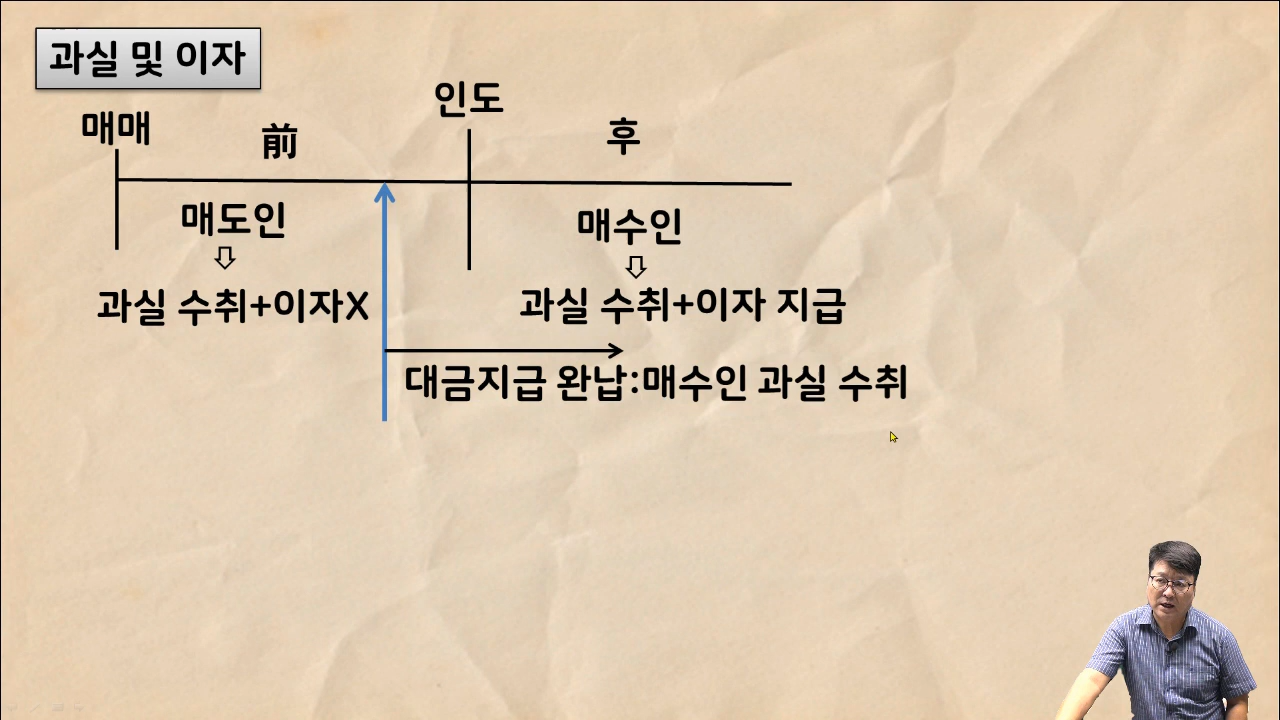 과실 및 이자
인도
매매
前
후
매도인
매수인
과실 수취+이자X
과실 수취+이자 지급
대금지급 완납:매수인 과실 수취